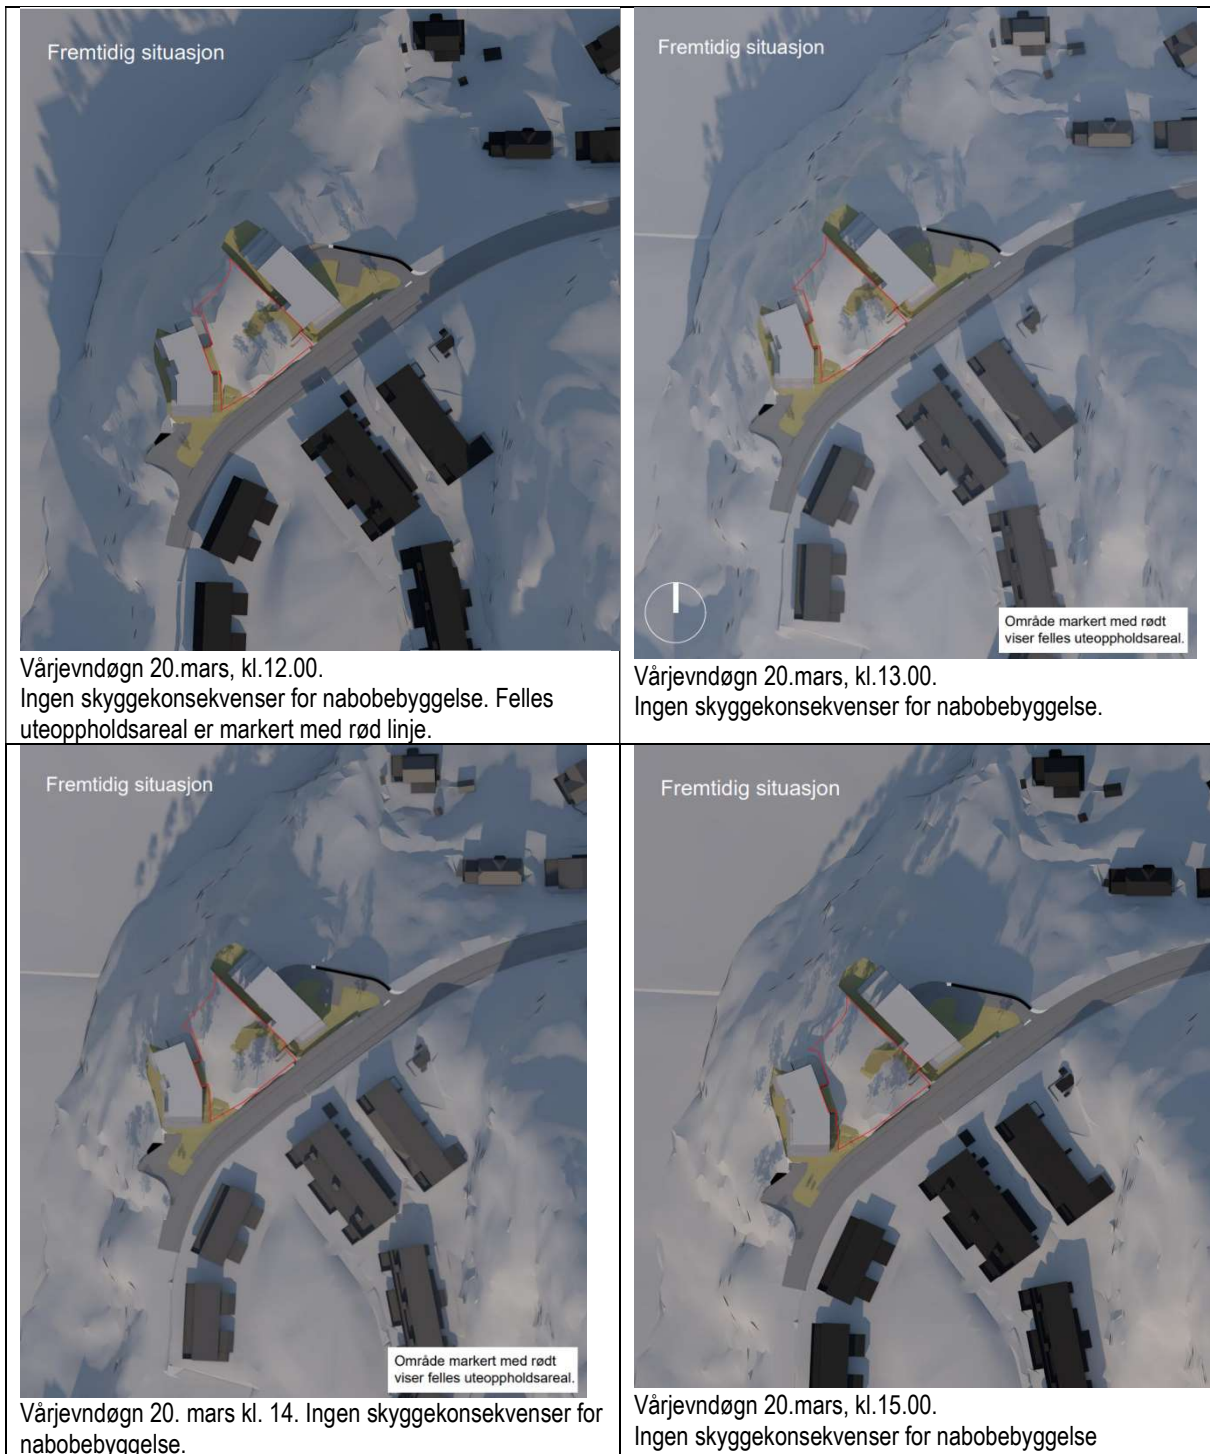 Fremtidig situasjon
Vårjevndøgn 20.mars, kl.12.00.
Ingen skyggekonsekvenser for nabobebyggelse. Felles
uteoppholdsareal er markert med rød linje.
Fremtidig situasjon
Område markert med rødt
viser felles uteoppholdsareal.
Vårjevndøgn 20.mars, kl.13.00.
Ingen skyggekonsekvenser for nabobebyggelse.
Fremtidig situasjon
Område markert med rødt
viser felles uteoppholdsareal.
Vårjevndøgn 20. mars kl. 14. Ingen skyggekonsekvenser for
nabobebyggelse.
Fremtidig situasjon
Vårjevndøgn 20.mars, kl.15.00.
Ingen skyggekonsekvenser for nabobebyggelse